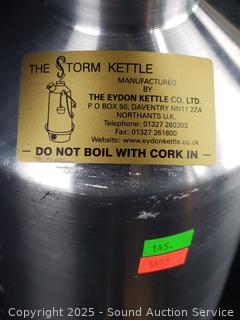 THE STORM KETTLE
MANUFACTURED
BY
THE EYDON KETTLE CO. LTD.
P O BOX 50, DAVENTRY NN11 2ZA
NORTHANTS U.K.
Telephone: 01327 260303
Fax: 01327 261800
Website: www.eydonkettle.co.uk
- DO NOT BOIL WITH CORK IN -
145.
Copyright 2025 - Sound Auction Service